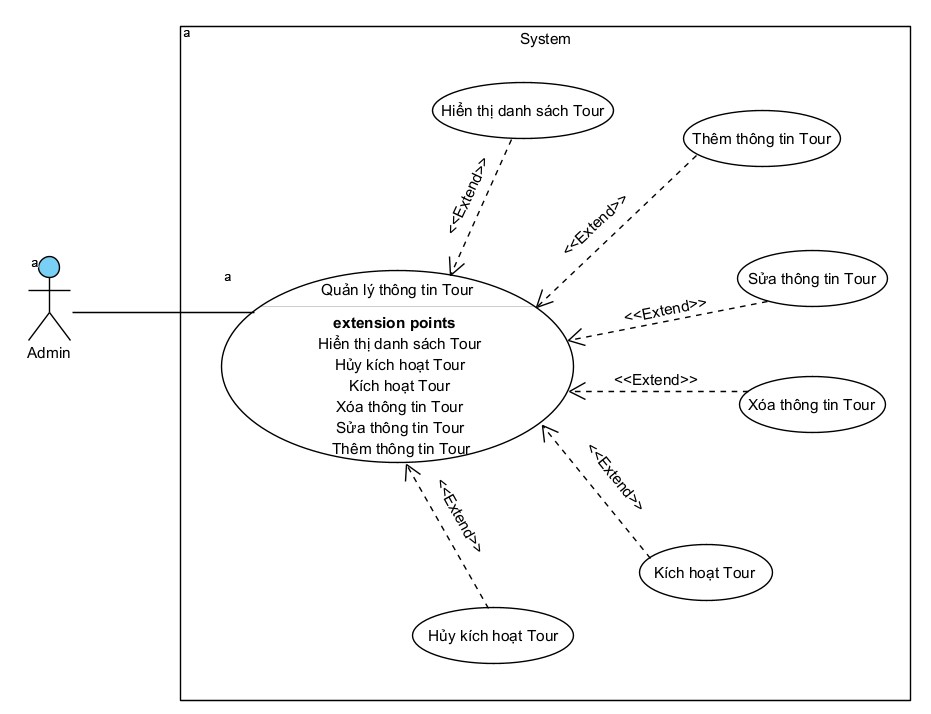 a
System
Hiển thị danh sách Tour
Thêm thông tin Tour
<<Extend>>
<<Extend>>
a
Admin
a
Quản lý thông tin Tour
extension points
Hiển thị danh sách Tour
Hủy kích hoạt Tour
Kích hoạt Tour
Xóa thông tin Tour
Sửa thông tin Tour
Thêm thông tin Tour
Sửa thông tin Tour
<<Extend>>
<<Extend>>
Xóa thông tin Tour
<<Extend>>
<<Extend>>
Kích hoạt Tour
Hủy kích hoạt Tour